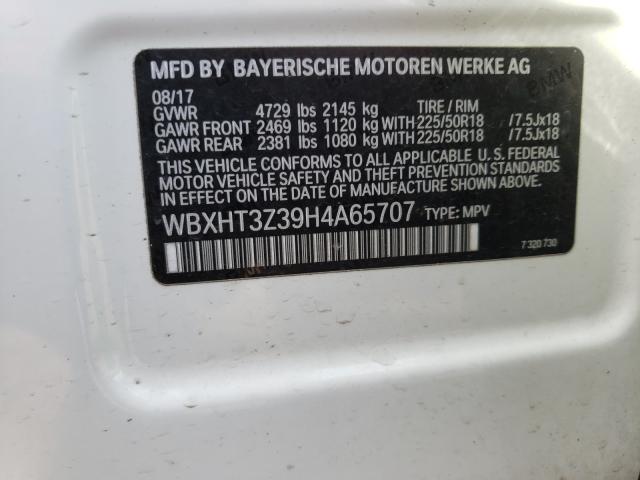 MFD BY BAYERISCHE MOTOREN WERKE AG
08/17
GVWR 4729 lbs 2145 kg TIRE / RIM
GAWR FRONT 2469 lbs 1120 kg WITH 225/50R18 /7.5Jx18
GAWR REAR 2381 lbs 1080 kg WITH 225/50R18 /7.5Jx18
THIS VEHICLE CONFORMS TO ALL APPLICABLE U. S. FEDERAL
MOTOR VEHICLE SAFETY AND THEFT PREVENTION STANDARDS
IN EFFECT ON THE DATE OF MANUFACTURE SHOWN ABOVE.
WBXHT3Z39H4A65707 TYPE: MPV
7 320 730
BMW